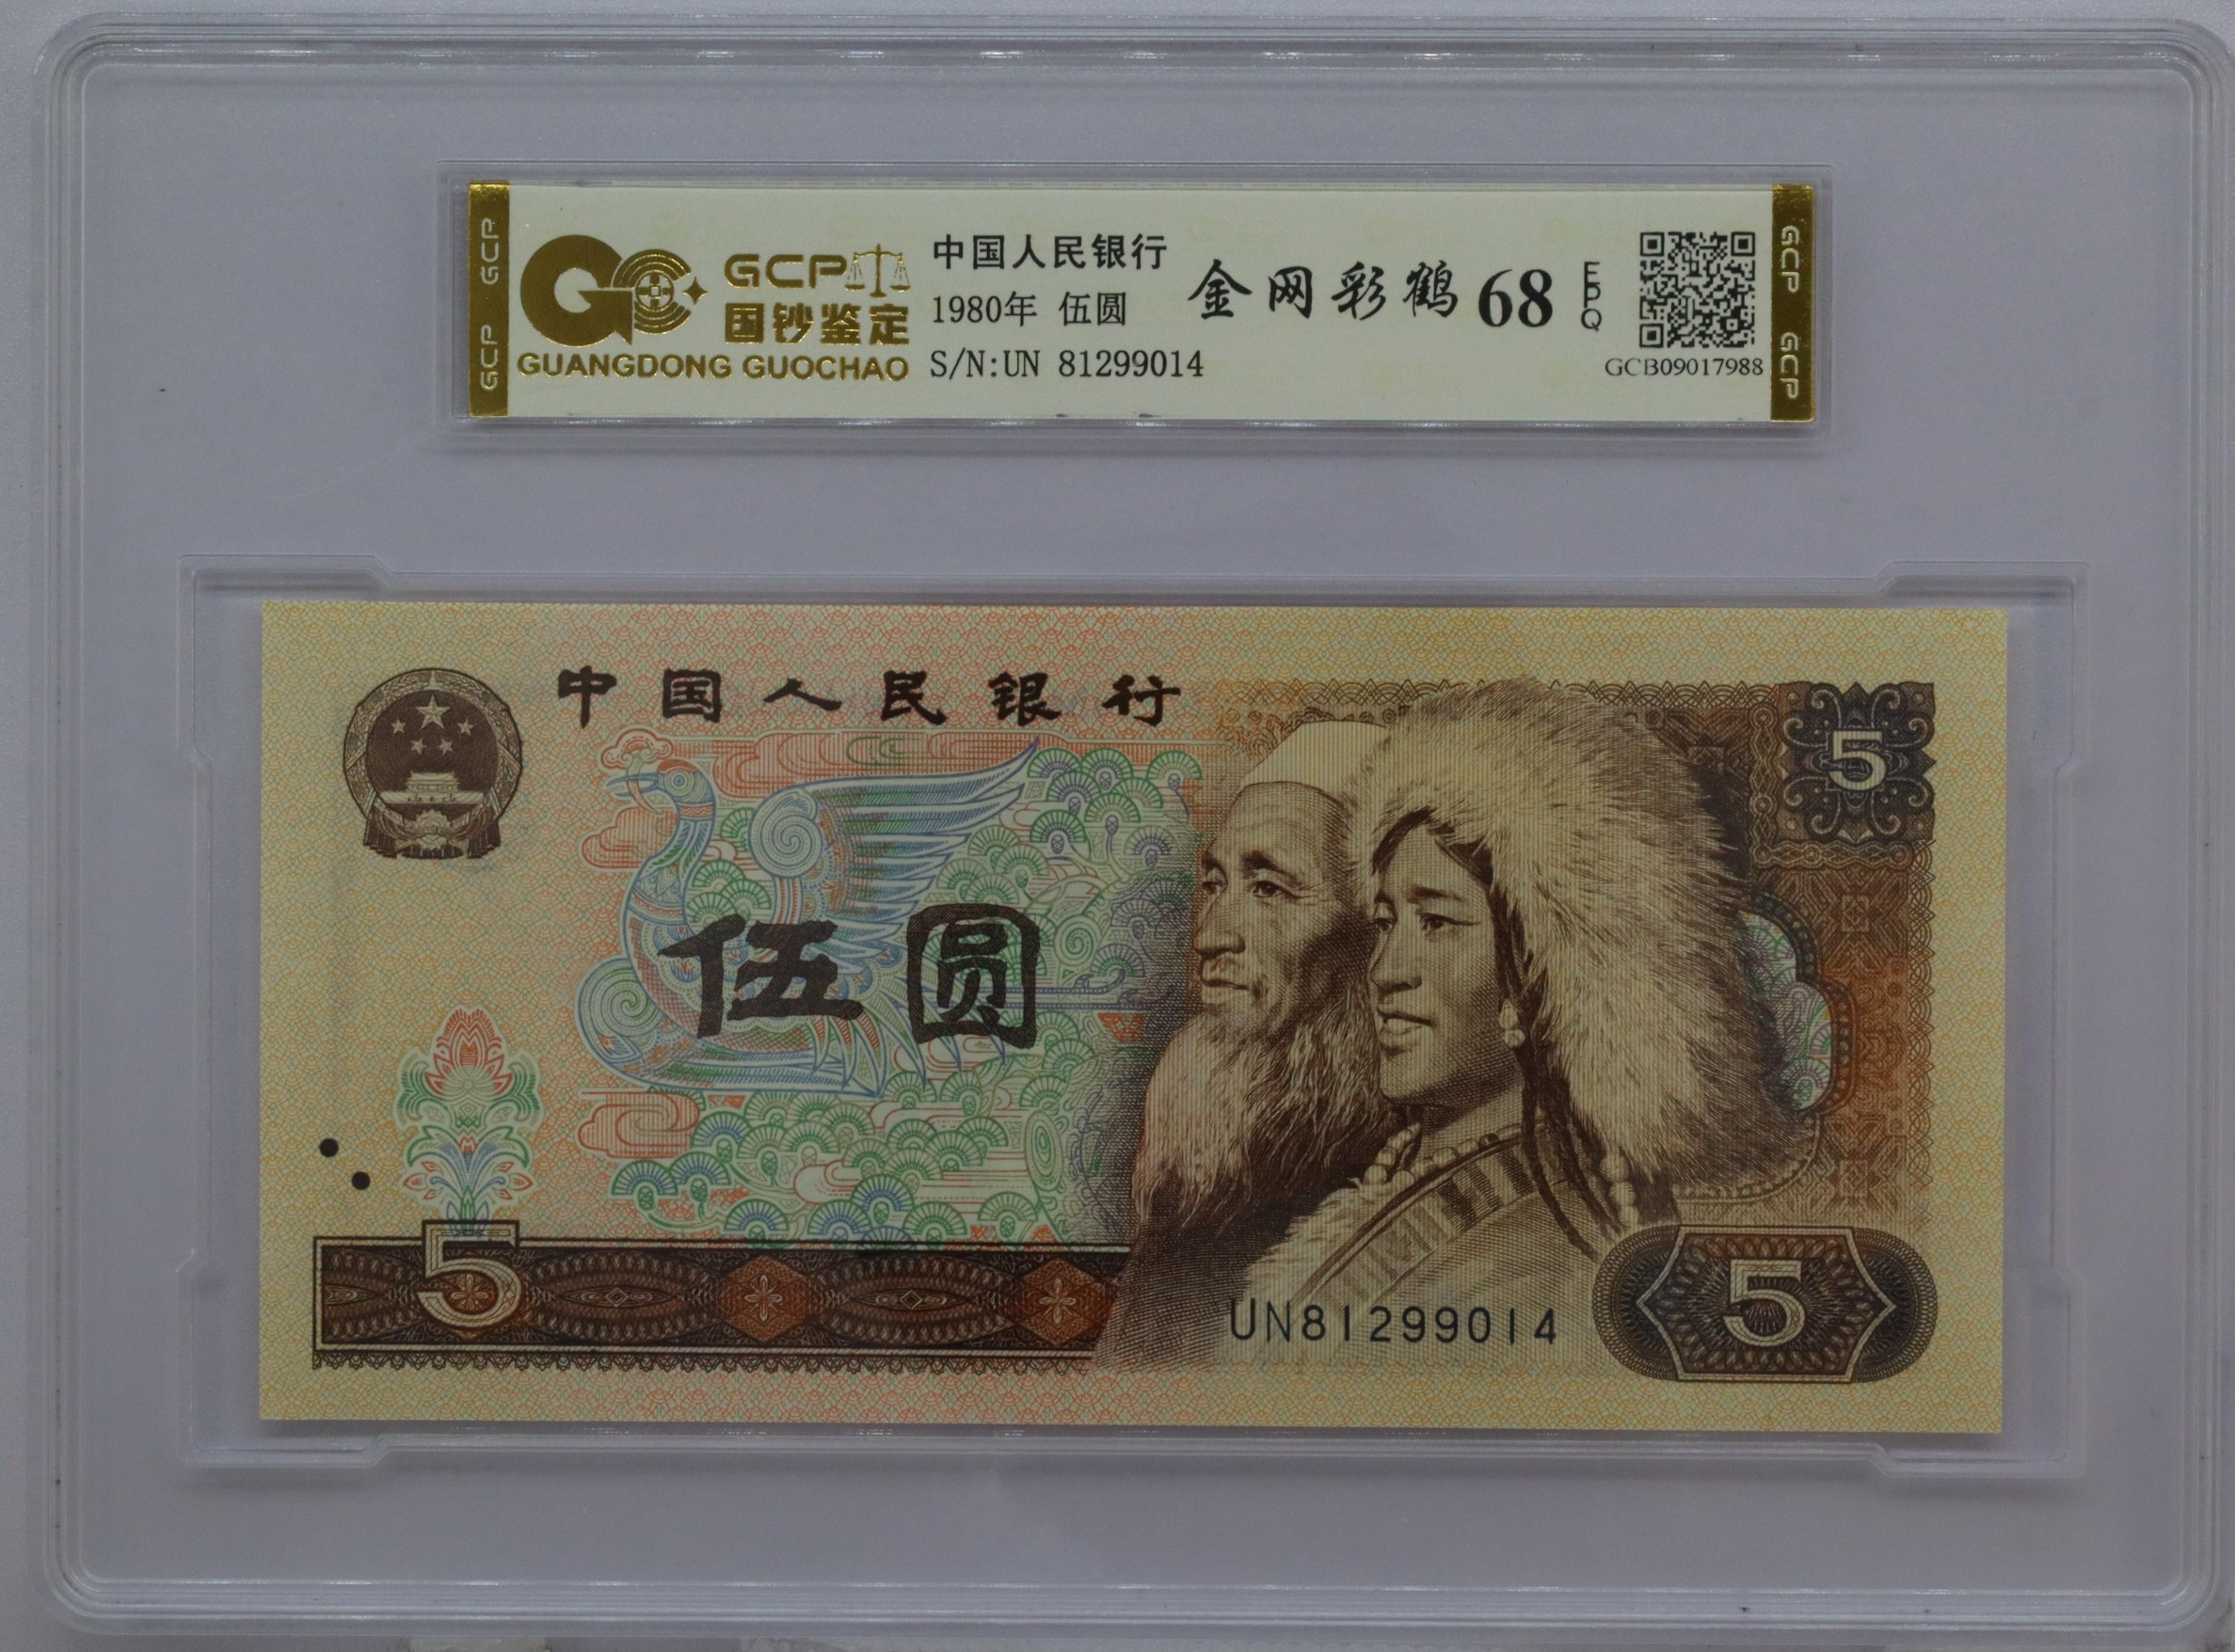 GCP GCP
GCP
国钞鉴定
GUANGDONG GUOCHAO
中国人民银行
1980年 伍圆
S/N:UN 81299014
金网彩鹤 68 EPQ
GCB09017988
GCP GCP
中国人民银行
5
伍圆
5
UN81299014
5